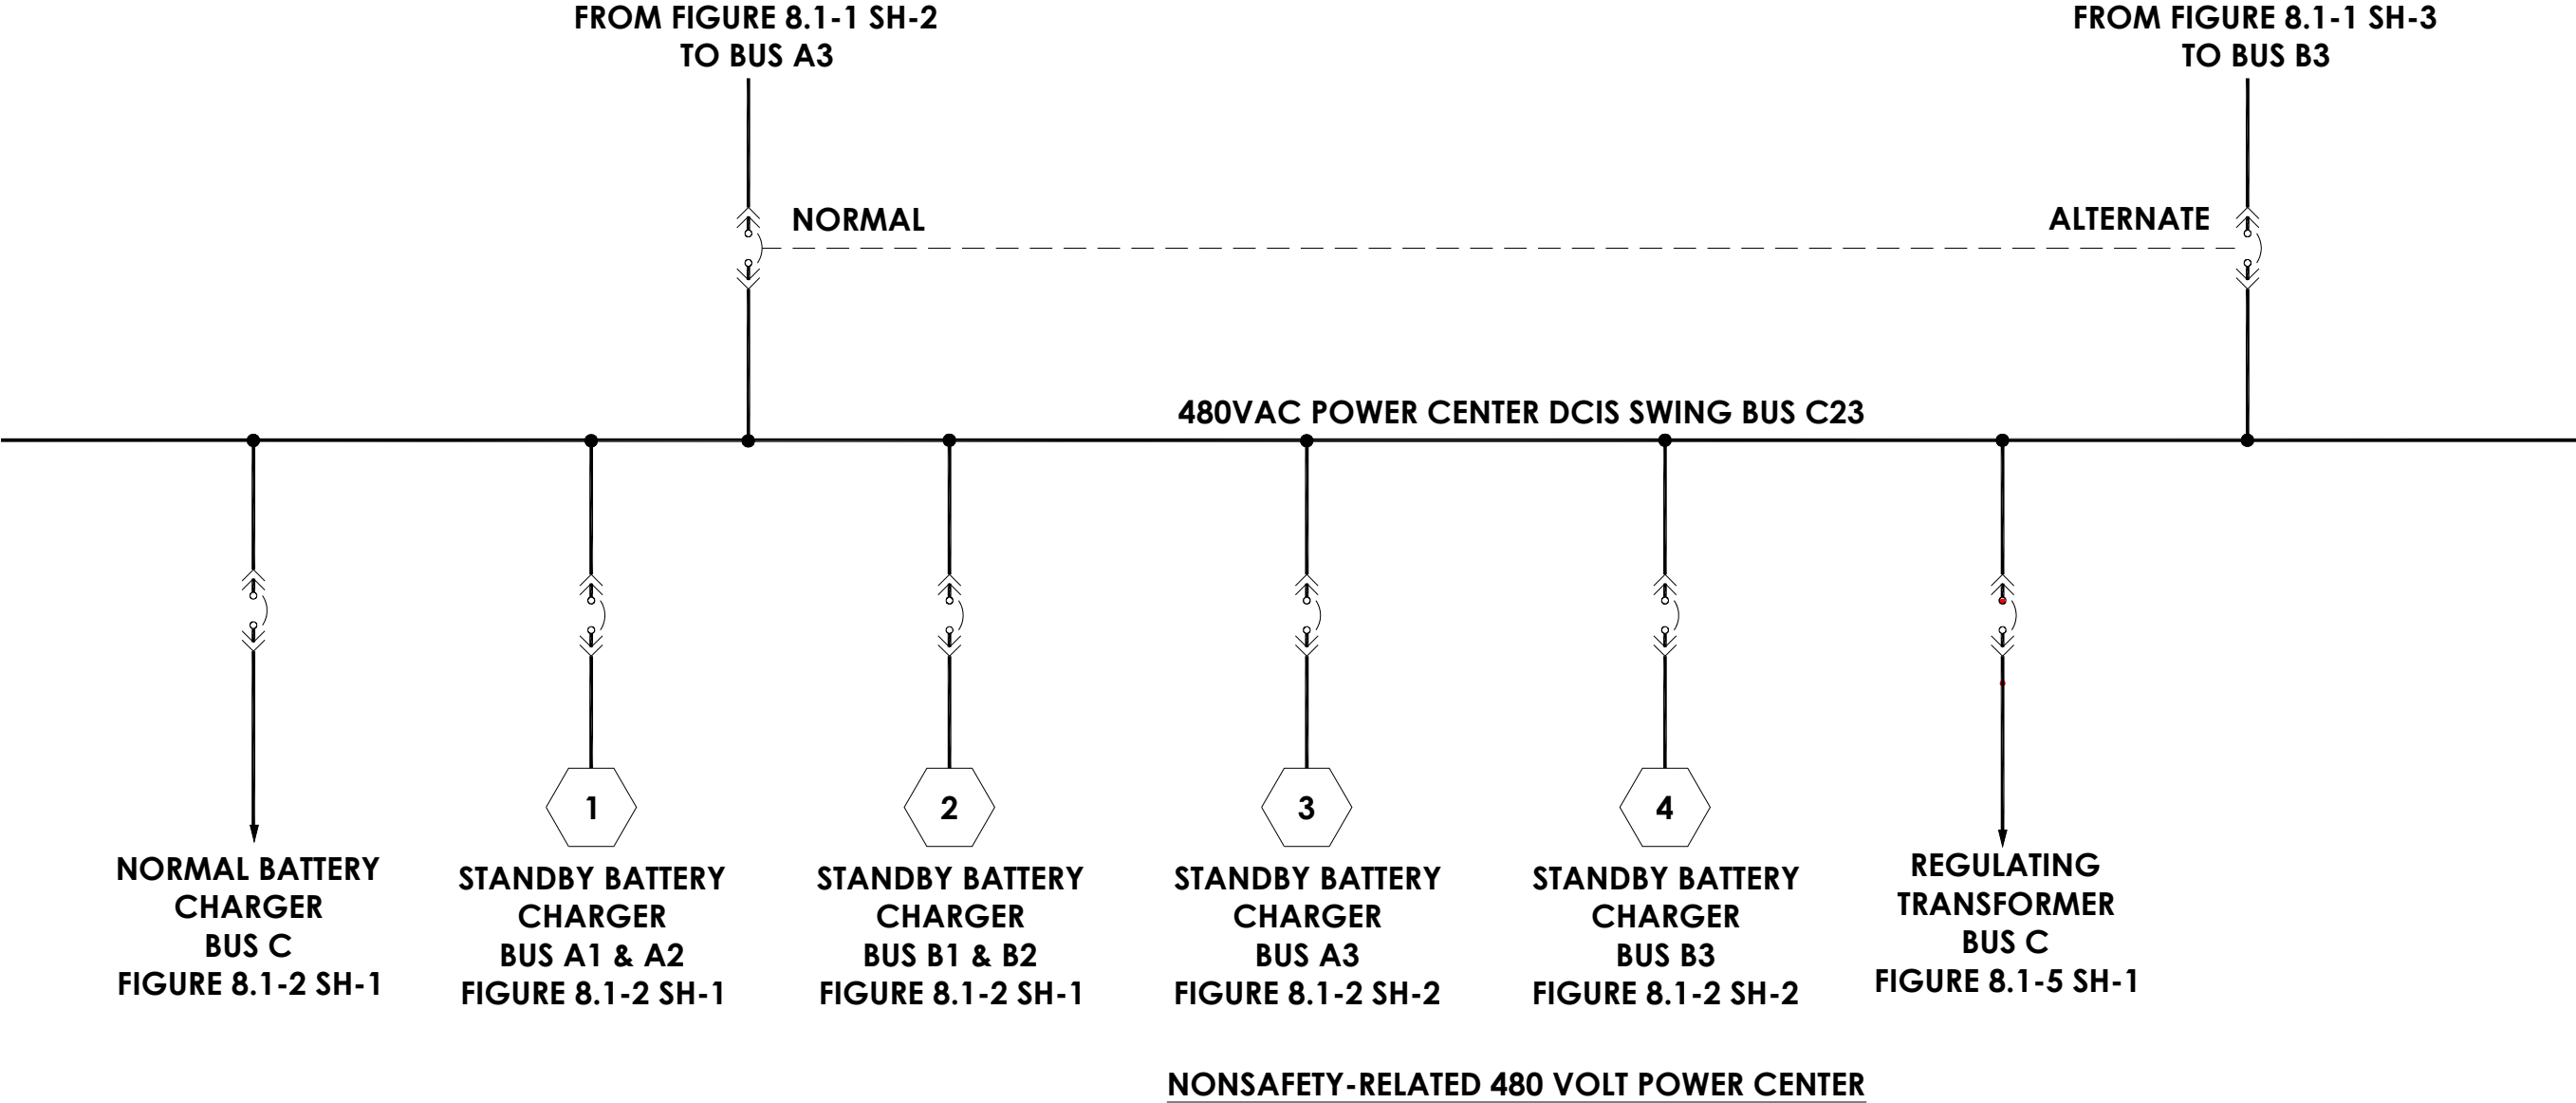 FROM FIGURE 8.1-1 SH-2
TO BUS A3
FROM FIGURE 8.1-1 SH-3
TO BUS B3
NORMAL
ALTERNATE
480VAC POWER CENTER DCIS SWING BUS C23
NORMAL BATTERY
CHARGER
BUS C
FIGURE 8.1-2 SH-1
1
STANDBY BATTERY
CHARGER
BUS A1 & A2
FIGURE 8.1-2 SH-1
2
STANDBY BATTERY
CHARGER
BUS B1 & B2
FIGURE 8.1-2 SH-1
3
STANDBY BATTERY
CHARGER
BUS A3
FIGURE 8.1-2 SH-2
4
STANDBY BATTERY
CHARGER
BUS B3
FIGURE 8.1-2 SH-2
REGULATING
TRANSFORMER
BUS C
FIGURE 8.1-5 SH-1
NONSAFETY-RELATED 480 VOLT POWER CENTER